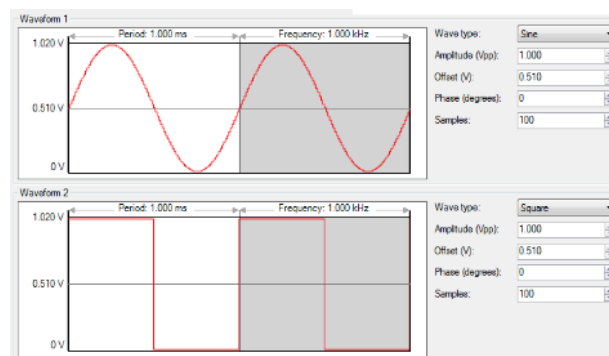 Waveform 1
Period: 1.000 ms Frequency: 1.000 kHz
1.020 V
0.510 V
0 V
Wave type: Sine
Amplitude (Vpp): 1.000
Offset (V): 0.510
Phase (degrees): 0
Samples: 100
Waveform 2
Period: 1.000 ms Frequency: 1.000 kHz
1.020 V
0.510 V
0 V
Wave type: Square
Amplitude (Vpp): 1.000
Offset (V): 0.510
Phase (degrees): 0
Samples: 100